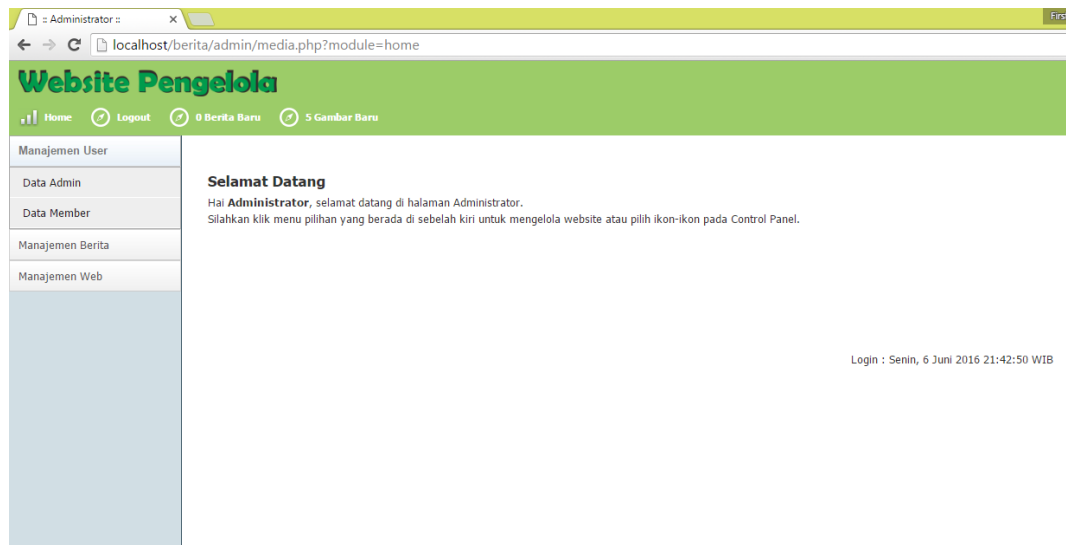 :: Administrator ::
Firs
localhost/berita/admin/media.php?module=home
Website Pengelola
Home Logout 0 Berita Baru 5 Gambar Baru
Manajemen User
Data Admin
Data Member
Manajemen Berita
Manajemen Web
Selamat Datang
Hai Administrator, selamat datang di halaman Administrator.
Silahkan klik menu pilihan yang berada di sebelah kiri untuk mengelola website atau pilih ikon-ikon pada Control Panel.
Login : Senin, 6 Juni 2016 21:42:50 WIB